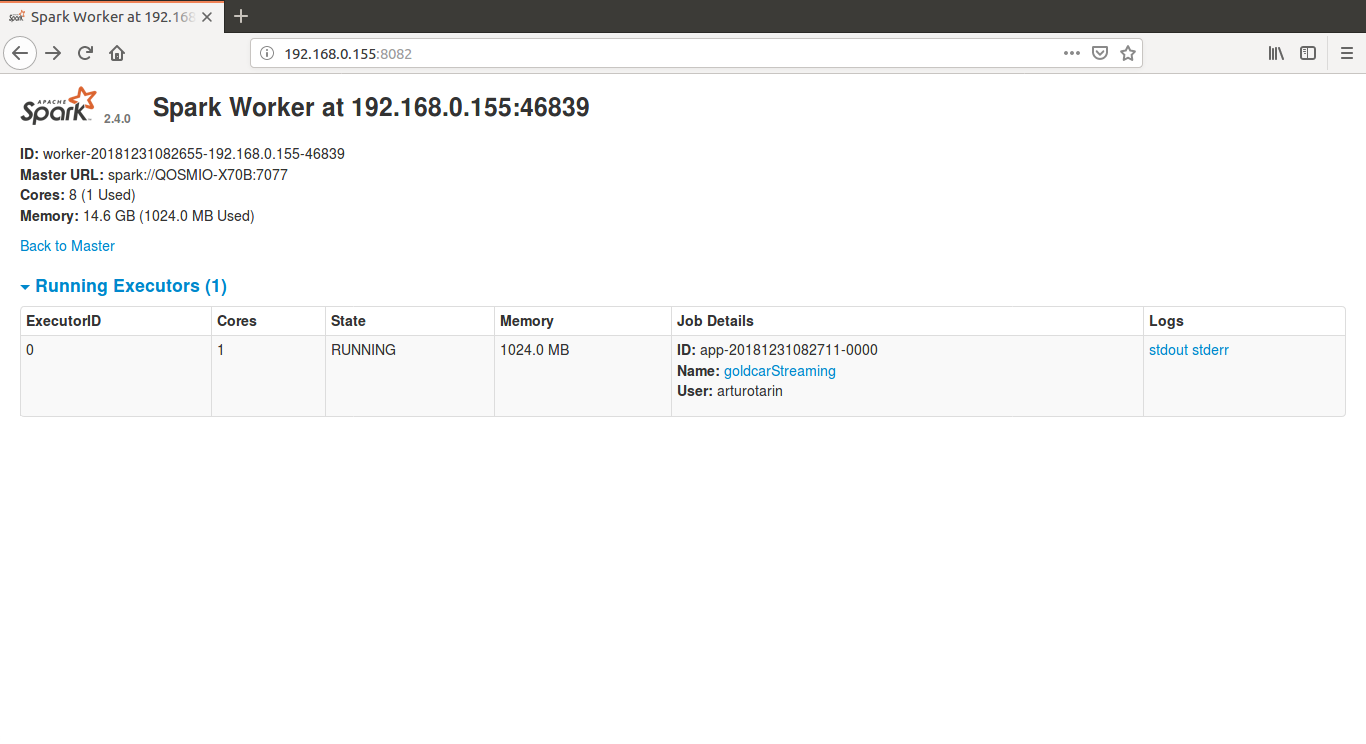 Spark Worker at 192.168
192.168.0.155:8082
APACHE
Spark 2.4.0
Spark Worker at 192.168.0.155:46839
ID: worker-20181231082655-192.168.0.155-46839
Master URL: spark://QOSMIO-X70B:7077
Cores: 8 (1 Used)
Memory: 14.6 GB (1024.0 MB Used)
Back to Master
Running Executors (1)
ExecutorID Cores State Memory Job Details Logs
0 1 RUNNING 1024.0 MB ID: app-20181231082711-0000 stdout stderr
Name: goldcarStreaming
User: arturotarin